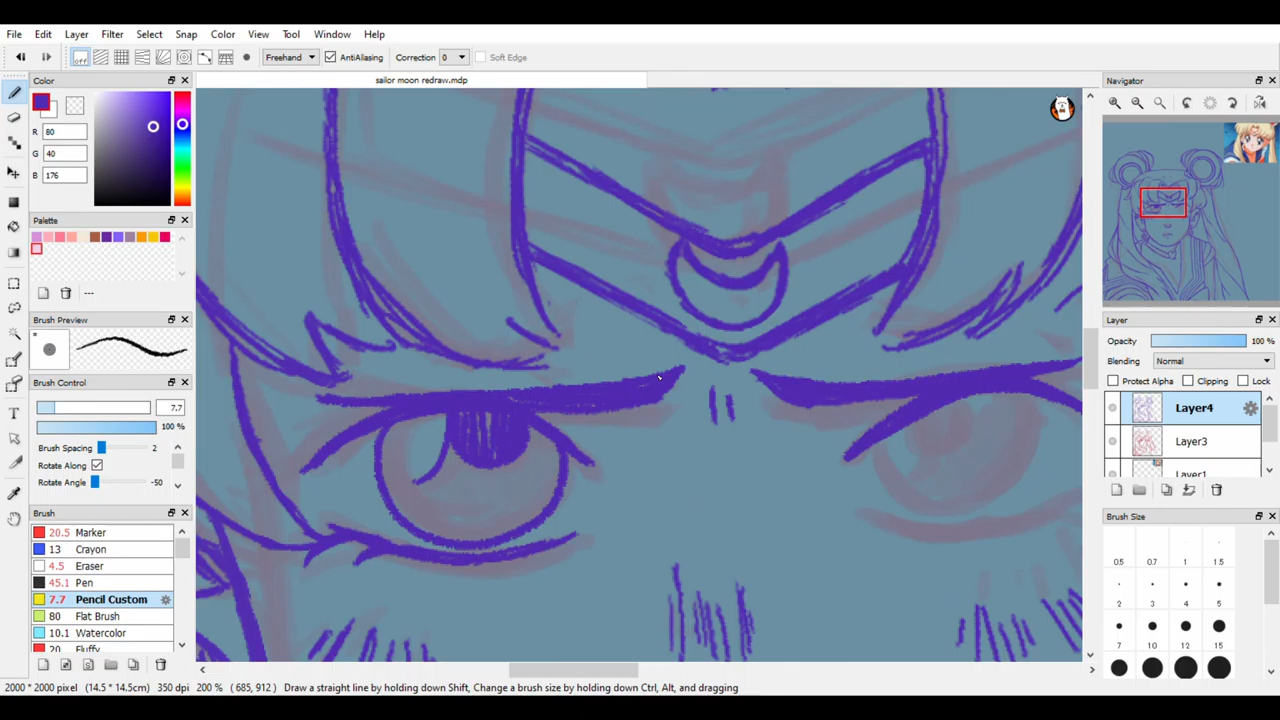 File Edit Layer Filter Select Snap Color View Tool Window Help
off Freehand AntiAliasing Correction 0 Soft Edge
Color
sailor moon redraw.mdp
Navigator
R 80
G 40
B 176
Palette
---
Brush Preview
Layer
Opacity 100 %
Blending Normal
Protect Alpha Clipping Lock
Brush Control
7.7
100 %
Layer4
Brush Spacing 2
Layer3
Rotate Along
Layer1
Rotate Angle -50
Brush
Brush Size
20.5 Marker
13 Crayon
4.5 Eraser
0.5 0.7 1 1.5
45.1 Pen
7.7 Pencil Custom
2 3 4 5
80 Flat Brush
10.1 Watercolor
7 10 12 15
20 Fluffy
2000 * 2000 pixel (14.5 * 14.5cm) 350 dpi 200 % ( 685, 912 ) Draw a straight line by holding down Shift, Change a brush size by holding down Ctrl, Alt, and dragging